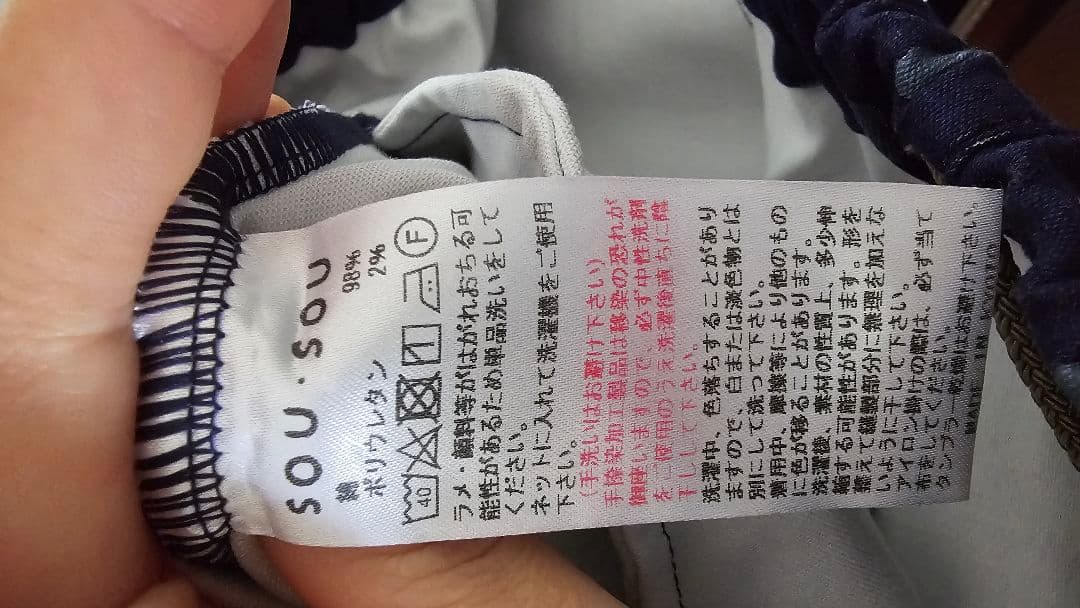 SOU・SOU
綿 98%
ポリウレタン 2%
40 F
ラメ・顔料等がはがれおちる可
能性があるため単品洗いをして
ください。
ネットに入れて洗濯機をご使用
下さい。
(手洗いはお避け下さい)
手捺染加工製品は移染の恐れが
御座いますので、必ず中性洗剤
をご使用のうえ洗濯後直ちに陰
干しして下さい。
洗濯中、色落ちすることがあり
ますので、白または淡色物とは
別にして洗って下さい。
着用中、摩擦等により他のもの
に色が移ることがあります。
洗濯後、素材の性質上、多少伸
縮する可能性があります。形を
整えて縫製部分に無理を加えな
いように干して下さい。
アイロン掛けの際は、必ず当て
布をしてください。
タンブラー乾燥はお避け下さい。
MADE IN